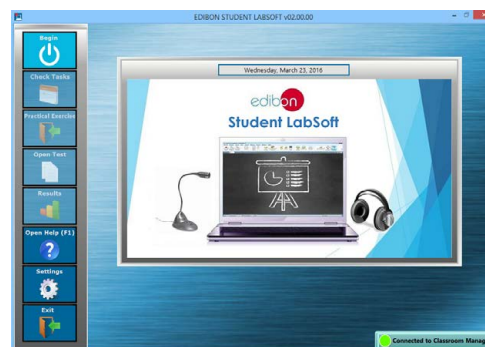 EDIBON STUDENT LABSOFT v02.00.00
Begin
Check Tasks
Practical Exercises
Open Test
Results
Open Help (F1)
Settings
Exit
Wednesday, March 23, 2016
edibon
Student LabSoft
Connected to Classroom Manag